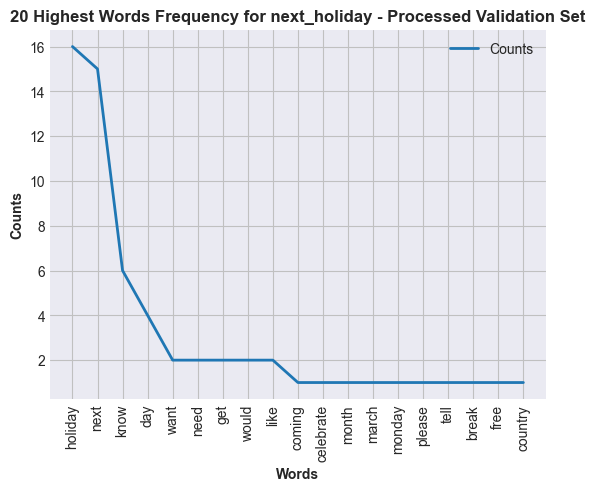 20 Highest Words Frequency for next_holiday - Processed Validation Set
Counts
16
14
12
10
8
6
4
2
Counts
holiday
next
know
day
want
need
get
would
like
coming
celebrate
month
march
monday
please
tell
break
free
country
Words